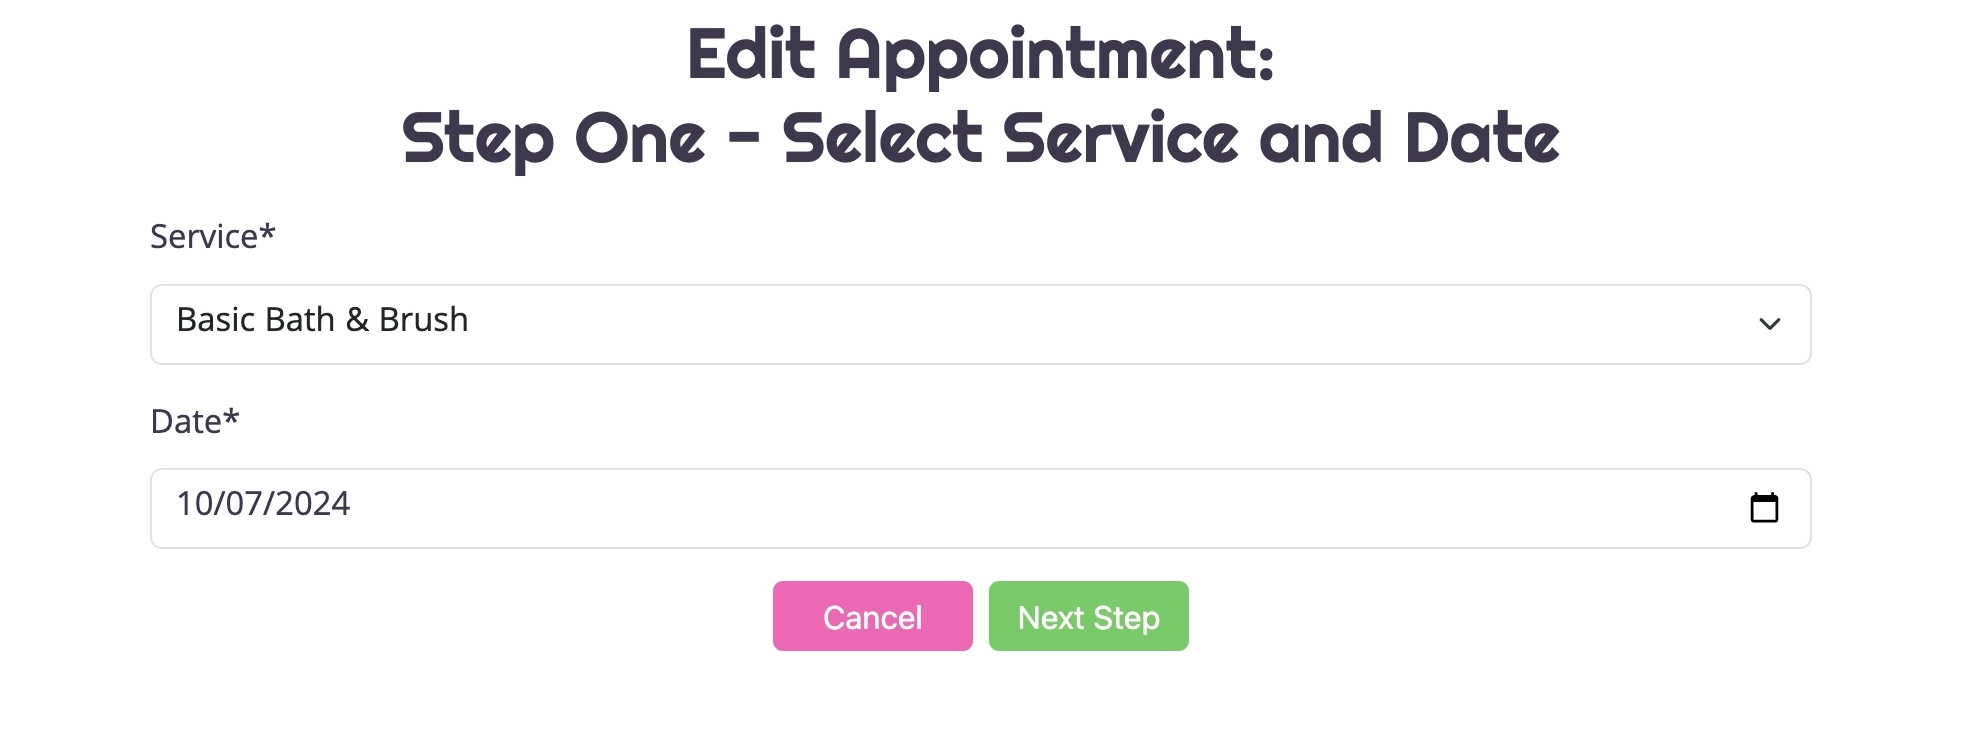 Edit Appointment:
Step One - Select Service and Date
Service*
Basic Bath & Brush
Date*
10/07/2024
Cancel
Next Step